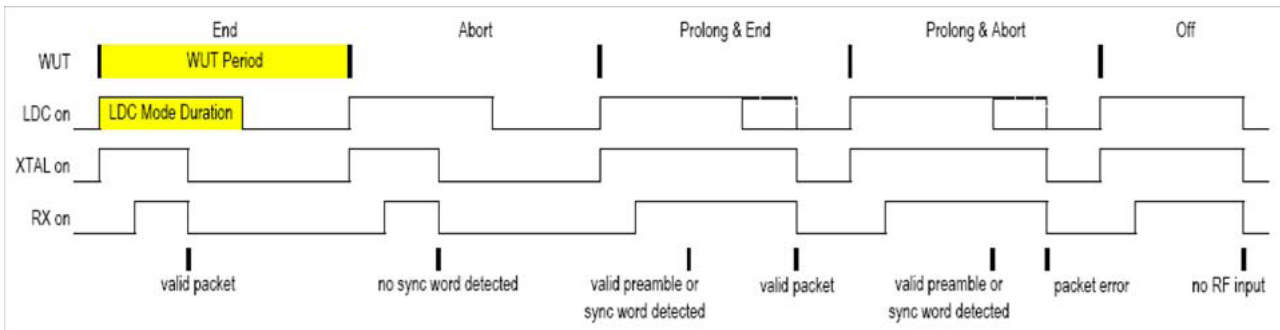 End Abort Prolong & End Prolong & Abort Off
WUT WUT Period
LDC on LDC Mode Duration
XTAL on
RX on
valid packet no sync word detected valid preamble or valid packet valid preamble or packet error no RF input
sync word detected sync word detected